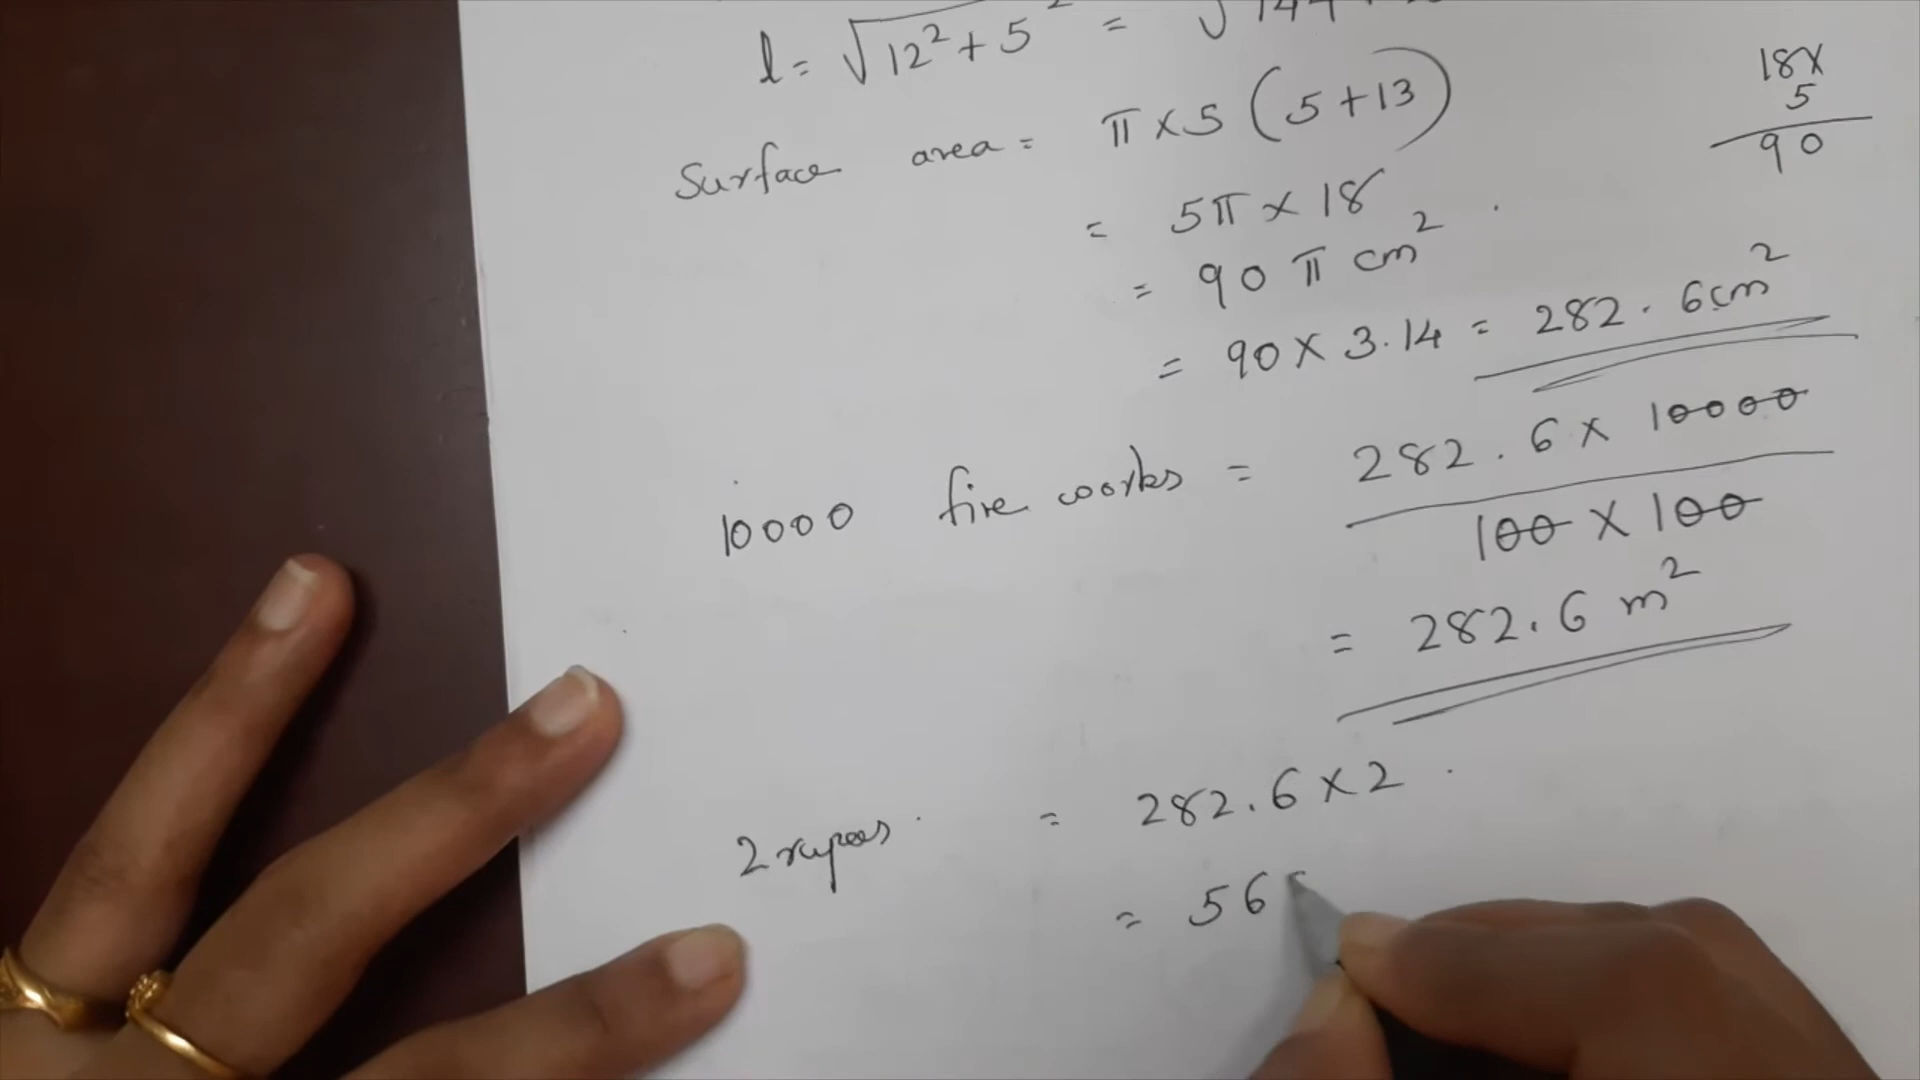 l = √12² + 5² = √144
Surface area = π × 5 (5 + 13)
18 ×
5
90
= 5π × 18
= 90 π cm²
= 90 × 3.14 = 282.6 cm²
10000 fire works = 282.6 × 10000
100 × 100
= 282.6 m²
2 rupees = 282.6 × 2
= 56